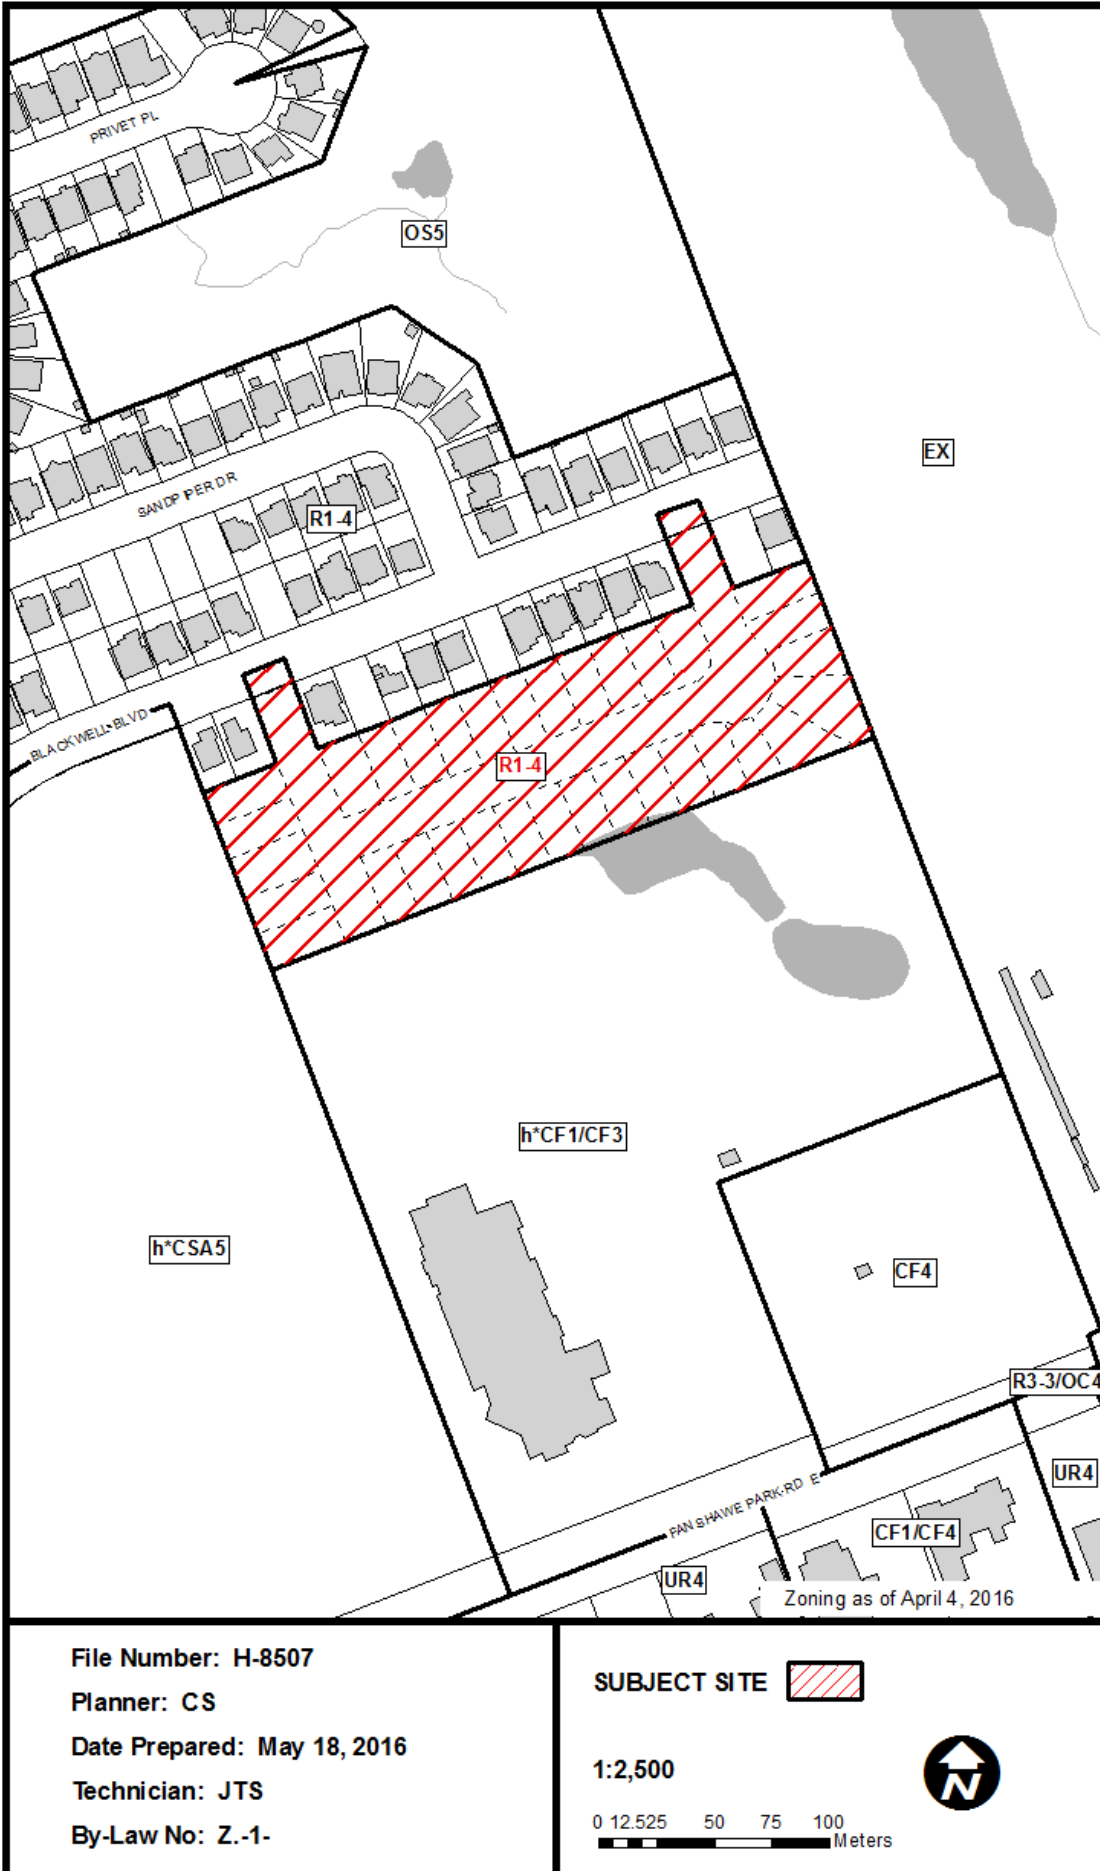 PRIVET PL
OS5
EX
SANDPIPER DR
R1-4
BLACKWELL BLVD
R1-4
h*CF1/CF3
h*CSA5
CF4
R3-3/OC4
UR4
FANSHAWE PARK RD E
CF1/CF4
UR4
Zoning as of April 4, 2016
File Number: H-8507
Planner: CS
Date Prepared: May 18, 2016
Technician: JTS
By-Law No: Z.-1-
SUBJECT SITE
1:2,500
N
0 12.525 50 75 100
Meters